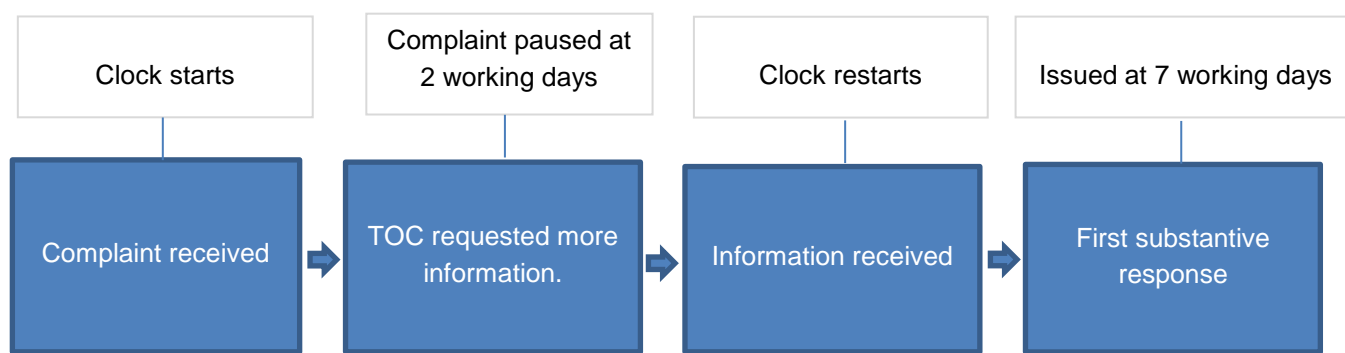 Clock starts
Complaint paused at
2 working days
Clock restarts
Issued at 7 working days
Complaint received
TOC requested more
information.
Information received
First substantive
response